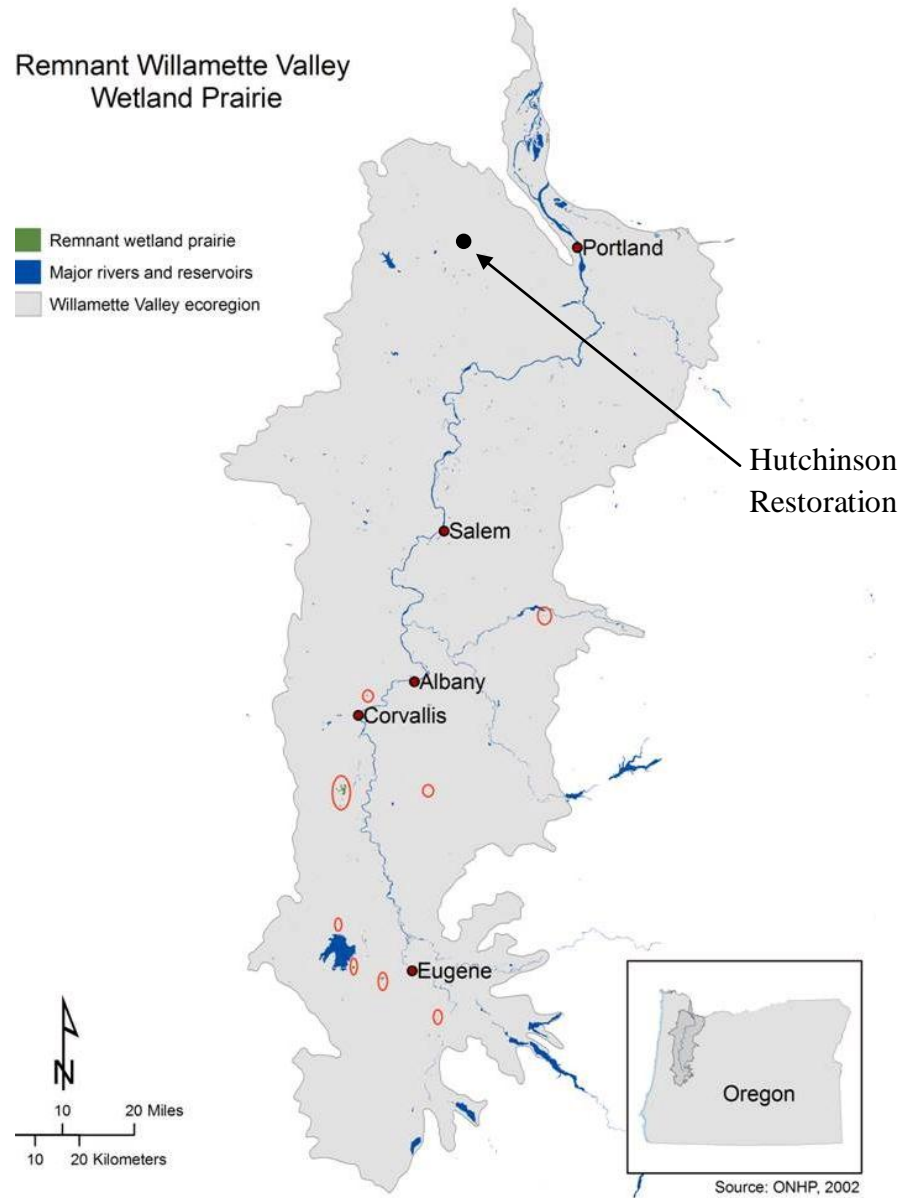 Remnant Willamette Valley
Wetland Prairie
Remnant wetland prairie
Major rivers and reservoirs
Willamette Valley ecoregion
Portland
Hutchinson
Restoration
Salem
Albany
Corvallis
Eugene
N
10 20 Miles
10 20 Kilometers
Oregon
Source: ONHP, 2002